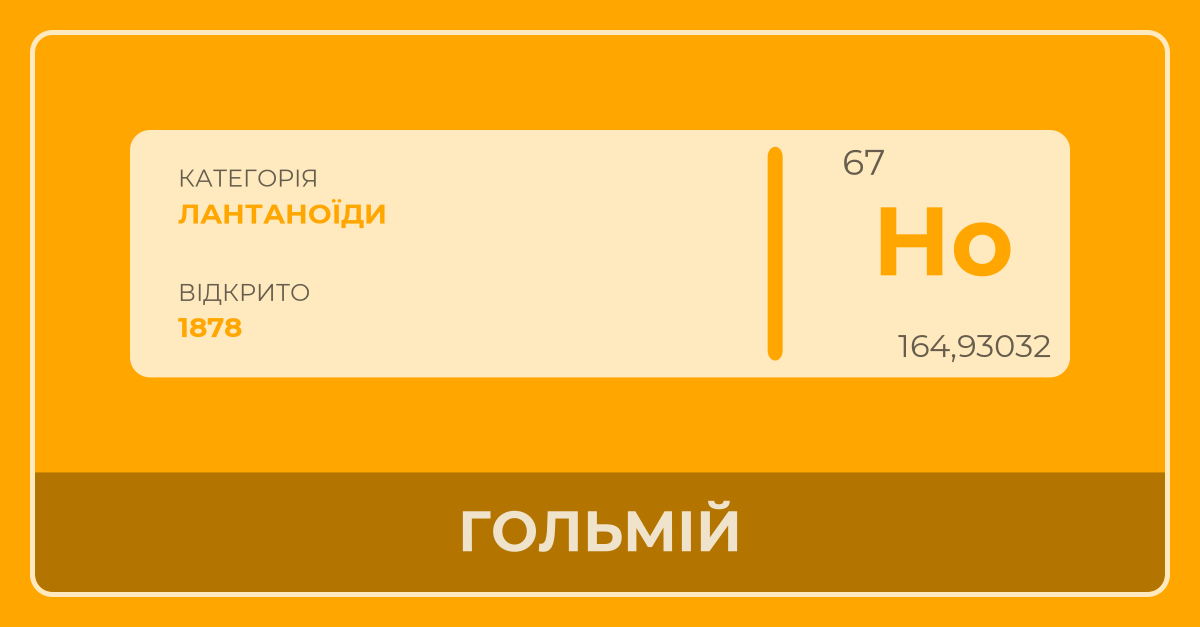 КАТЕГОРІЯ
ЛАНТАНОЇДИ
ВІДКРИТО
1878
67
Ho
164,93032
ГОЛЬМІЙ